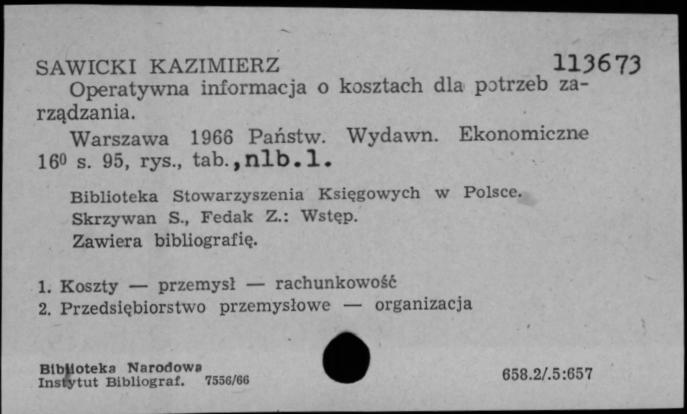 SAWICKI KAZIMIERZ 113673
Operatywna informacja o kosztach dla potrzeb za-
rządzania.
Warszawa 1966 Państw. Wydawn. Ekonomiczne
16⁰ s. 95, rys., tab.,nlb.l.
Biblioteka Stowarzyszenia Księgowych w Polsce.
Skrzywan S., Fedak Z.: Wstęp.
Zawiera bibliografię.
1. Koszty — przemysł — rachunkowość
2. Przedsiębiorstwo przemysłowe — organizacja
Biblioteka Narodowa
Instytut Bibliograf. 7556/66 658.2/.5:657